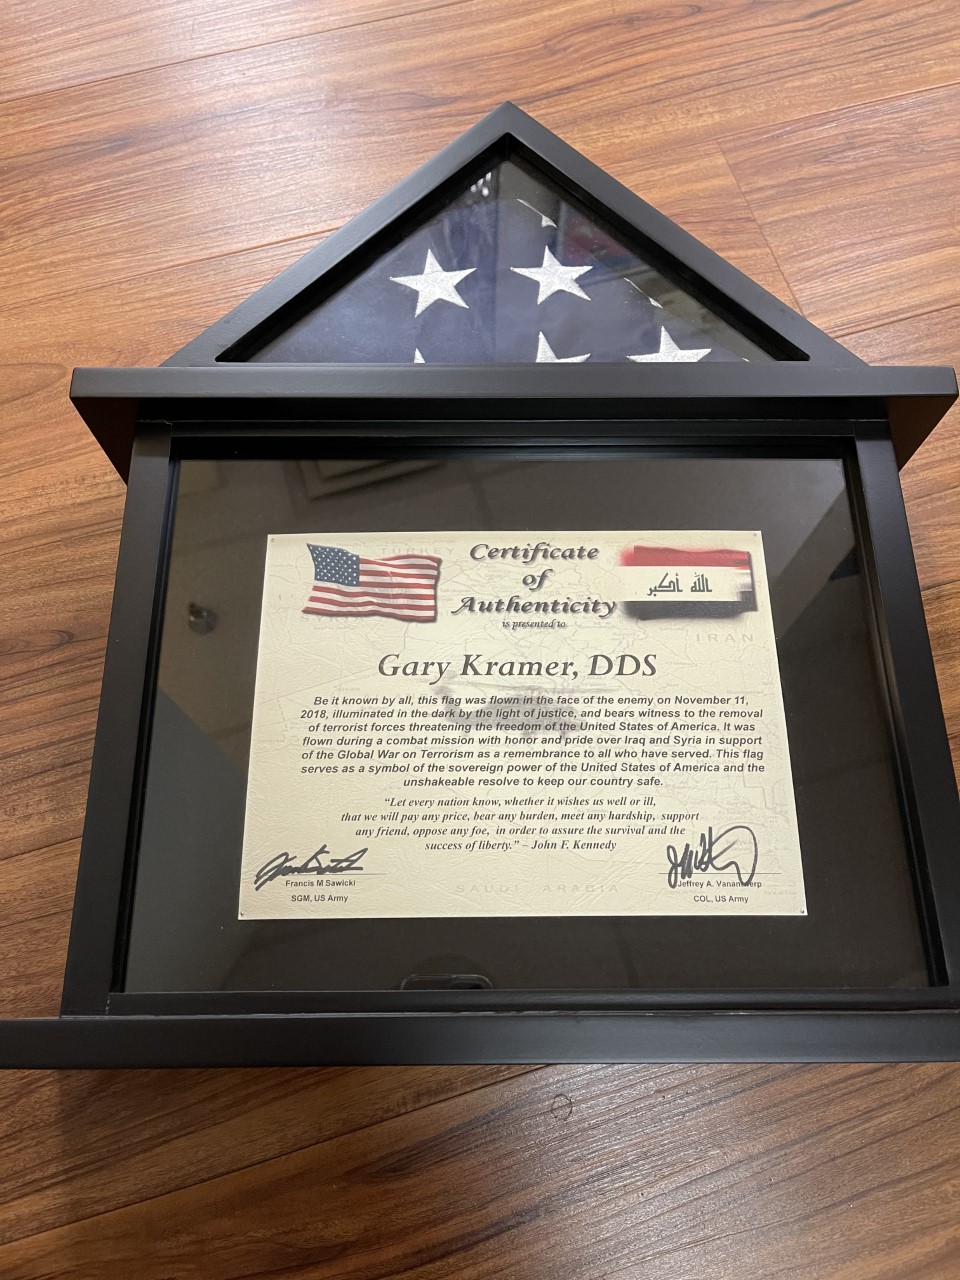 TURKEY
Certificate
of
Authenticity
is presented to
الله أكبر
SYRIA
IRAN
Gary Kramer, DDS
Be it known by all, this flag was flown in the face of the enemy on November 11,
2018, illuminated in the dark by the light of justice, and bears witness to the removal
of terrorist forces threatening the freedom of the United States of America. It was
flown during a combat mission with honor and pride over Iraq and Syria in support
of the Global War on Terrorism as a remembrance to all who have served. This flag
serves as a symbol of the sovereign power of the United States of America and the
unshakeable resolve to keep our country safe.
“Let every nation know, whether it wishes us well or ill,
that we will pay any price, bear any burden, meet any hardship, support
any friend, oppose any foe, in order to assure the survival and the
success of liberty.” – John F. Kennedy
Francis M Sawicki
SGM, US Army
SAUDI ARABIA
Jeffrey A. Vanantwerp
COL, US Army